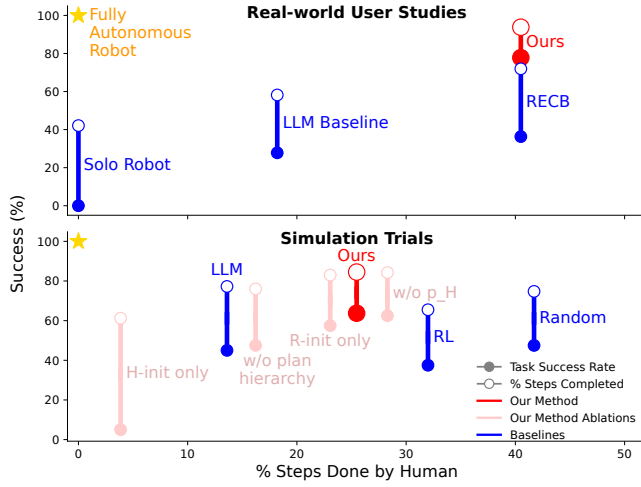 Real-world User Studies
100
80
60
40
20
0
Fully
Autonomous
Robot
Ours
RECB
LLM Baseline
Solo Robot
Success (%)
Simulation Trials
100
80
60
40
20
0
LLM
Ours
w/o p_H
R-init only
w/o plan
hierarchy
H-init only
RL
Random
Task Success Rate
% Steps Completed
Our Method
Our Method Ablations
Baselines
0
10
20
30
40
50
% Steps Done by Human